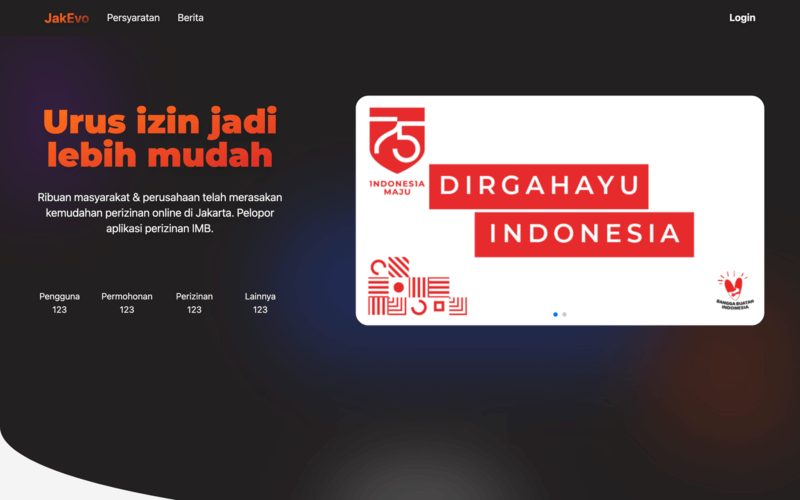 JakEvo Persyaratan Berita Login
Urus izin jadi
lebih mudah
Ribuan masyarakat & perusahaan telah merasakan
kemudahan perizinan online di Jakarta. Pelopor
aplikasi perizinan IMB.
Pengguna Permohonan Perizinan Lainnya
123 123 123 123
75
INDONESIA
MAJU
DIRGAHAYU
INDONESIA
BANGGA BUATAN
INDONESIA